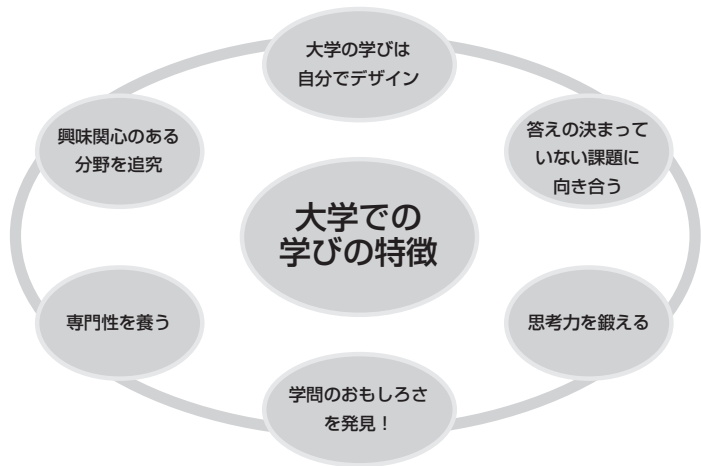 大学の学びは
自分でデザイン
答えの決まって
いない課題に
向き合う
思考力を鍛える
学問のおもしろさ
を発見！
専門性を養う
興味関心のある
分野を追究
大学での
学びの特徴